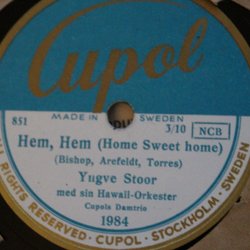 Cupol
MADE IN SWEDEN
851
3/10 NCB
Hem, Hem (Home Sweet home)
(Bishop, Arefeldt, Torres)
Yngve Stoor
med sin Hawaii-Orkester
Cupols Damtrio
1984
RIGHTS RESERVED · CUPOL · STOCKHOLM · SWEDEN